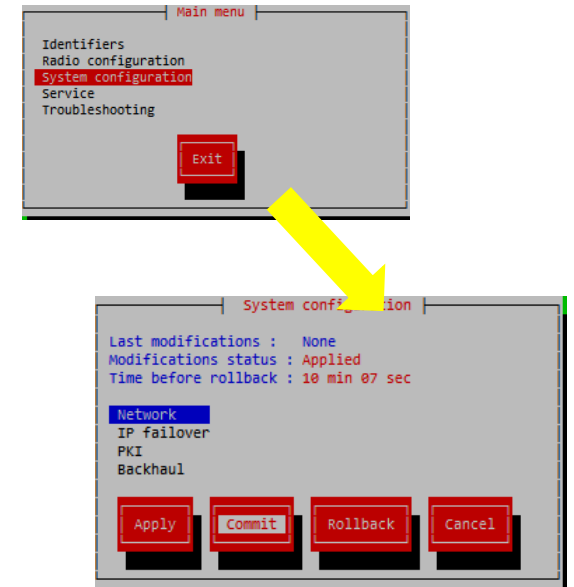 Main menu
Identifiers
Radio configuration
System configuration
Service
Troubleshooting
Exit
System
Last modifications : None
Modifications status : Applied
Time before rollback : 10 min 07 sec
Network
IP failover
PKI
Backhaul
Apply Commit Rollback Cancel